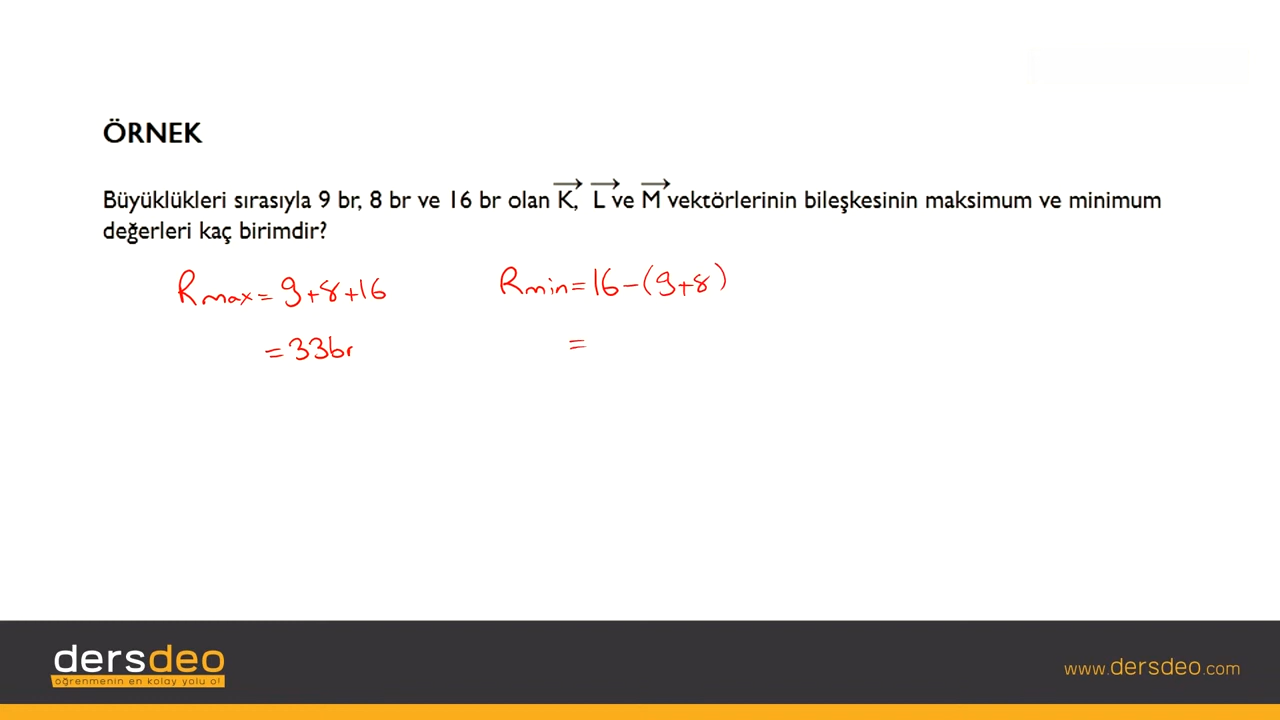 ÖRNEK
Büyüklükleri sırasıyla 9 br, 8 br ve 16 br olan K, L ve M vektörlerinin bileşkesinin maksimum ve minimum
değerleri kaç birimdir?
Rmax = 9+8+16
= 33br
Rmin = 16-(9+8)
=
dersdeo
öğrenmenin en kolay yolu o!
www.dersdeo.com